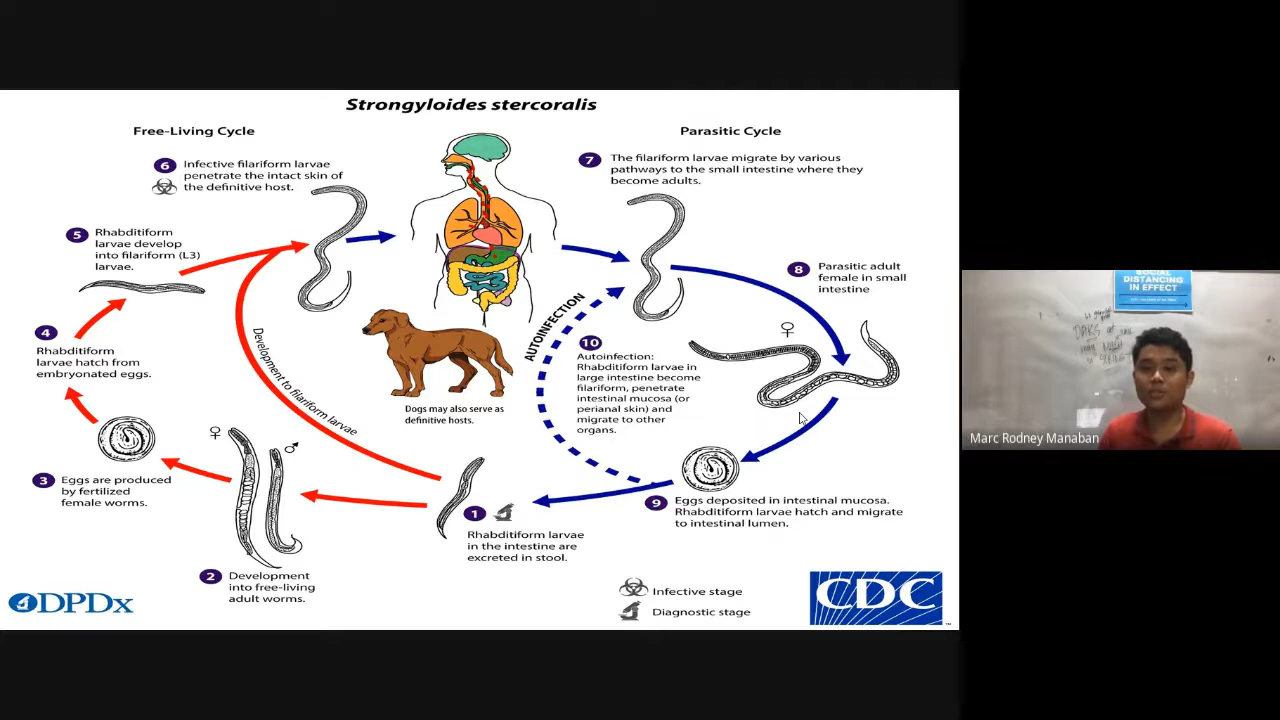 Strongyloides stercoralis
Free-Living Cycle
Parasitic Cycle
6 Infective filariform larvae
penetrate the intact skin of
the definitive host.
7 The filariform larvae migrate by various
pathways to the small intestine where they
become adults.
5 Rhabditiform
larvae develop
into filariform (L3)
larvae.
8 Parasitic adult
female in small
intestine
4
Rhabditiform
larvae hatch from
embryonated eggs.
Development to filariform larvae
AUTOINFECTION
10
Autoinfection:
Rhabditiform larvae in
large intestine become
filariform, penetrate
intestinal mucosa (or
perianal skin) and
migrate to other
organs.
Dogs may also serve as
definitive hosts.
♀
♀ ♂
3 Eggs are produced
by fertilized
female worms.
9 Eggs deposited in intestinal mucosa.
Rhabditiform larvae hatch and migrate
to intestinal lumen.
1
Rhabditiform larvae
in the intestine are
excreted in stool.
2 Development
into free-living
adult worms.
Infective stage
Diagnostic stage
DPDx
CDC
TM
SOCIAL
DISTANCING
IN EFFECT
Marc Rodney Manaban